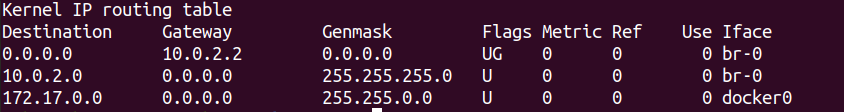 Kernel IP routing table
Destination Gateway Genmask Flags Metric Ref Use Iface
0.0.0.0 10.0.2.2 0.0.0.0 UG 0 0 0 br-0
10.0.2.0 0.0.0.0 255.255.255.0 U 0 0 0 br-0
172.17.0.0 0.0.0.0 255.255.0.0 U 0 0 0 docker0